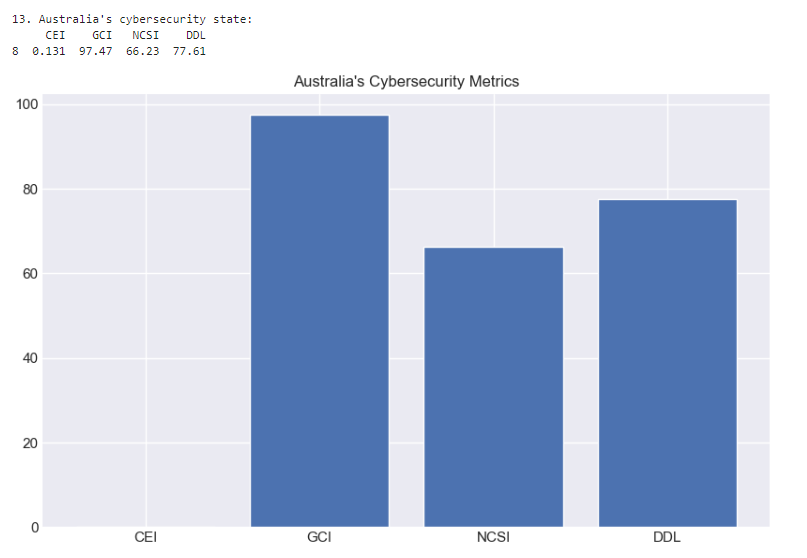 13. Australia's cybersecurity state:
CEI GCI NCSI DDL
8 0.131 97.47 66.23 77.61
Australia's Cybersecurity Metrics
100
80
60
40
20
0
CEI GCI NCSI DDL